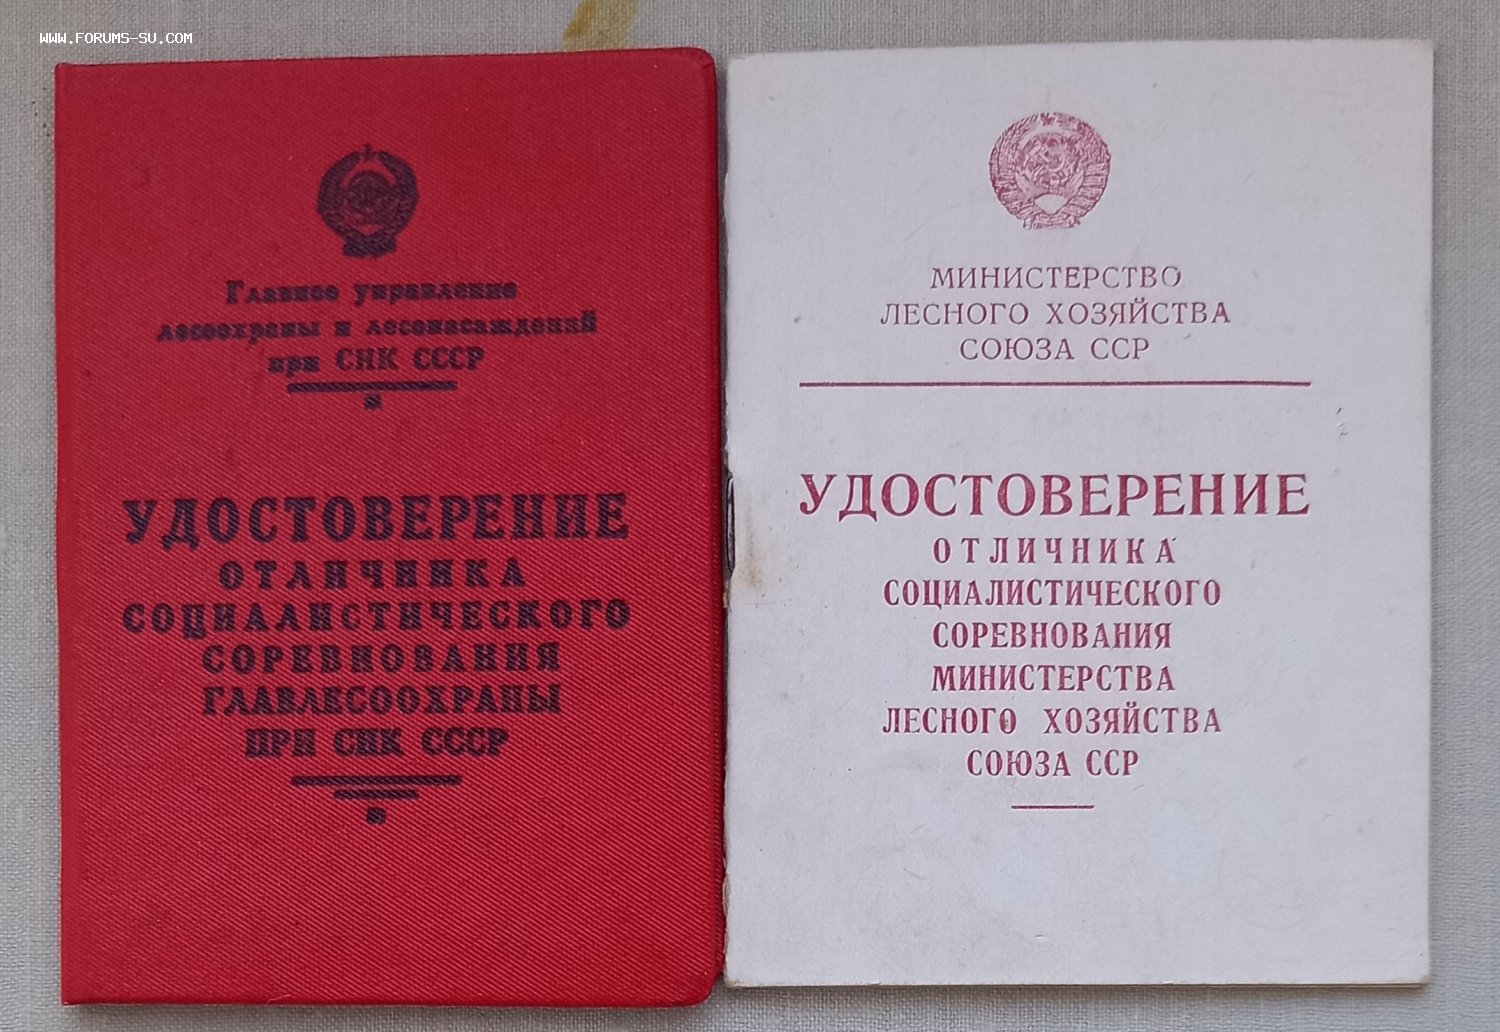 www.forums-su.com
Главное управление
лесоохраны и лесонасаждений
при СНК СССР
УДОСТОВЕРЕНИЕ
ОТЛИЧНИКА
СОЦИАЛИСТИЧЕСКОГО
СОРЕВНОВАНИЯ
ГЛАВЛЕСООХРАНЫ
ПРИ СНК СССР
МИНИСТЕРСТВО
ЛЕСНОГО ХОЗЯЙСТВА
СОЮЗА ССР
УДОСТОВЕРЕНИЕ
ОТЛИЧНИКА
СОЦИАЛИСТИЧЕСКОГО
СОРЕВНОВАНИЯ
МИНИСТЕРСТВА
ЛЕСНОГО ХОЗЯЙСТВА
СОЮЗА ССР